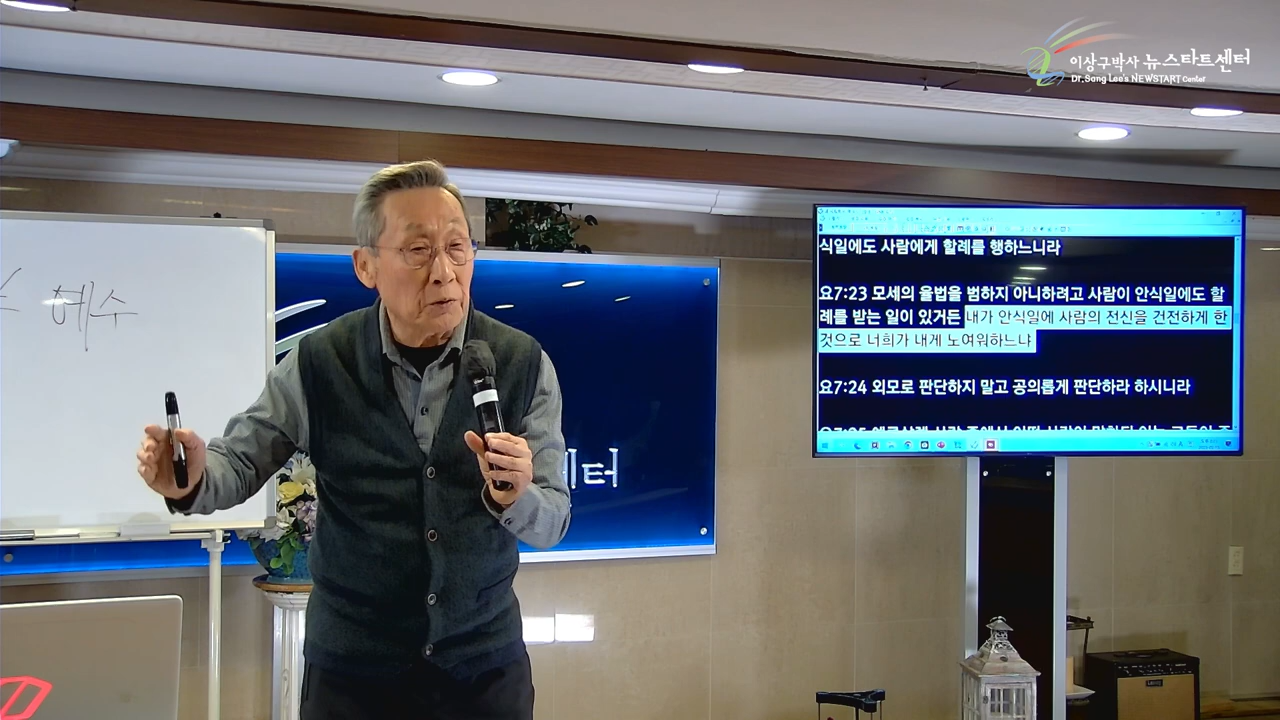 이상구박사 뉴스타트센터
Dr. Sang Lee's NEWSTART Center
예수
식일에도 사람에게 할례를 행하느니라
요7:23 모세의 율법을 범하지 아니하려고 사람이 안식일에도 할
례를 받는 일이 있거든 내가 안식일에 사람의 전신을 건전하게 한
것으로 너희가 내게 노여워하느냐
요7:24 외모로 판단하지 말고 공의롭게 판단하라 하시니라
터